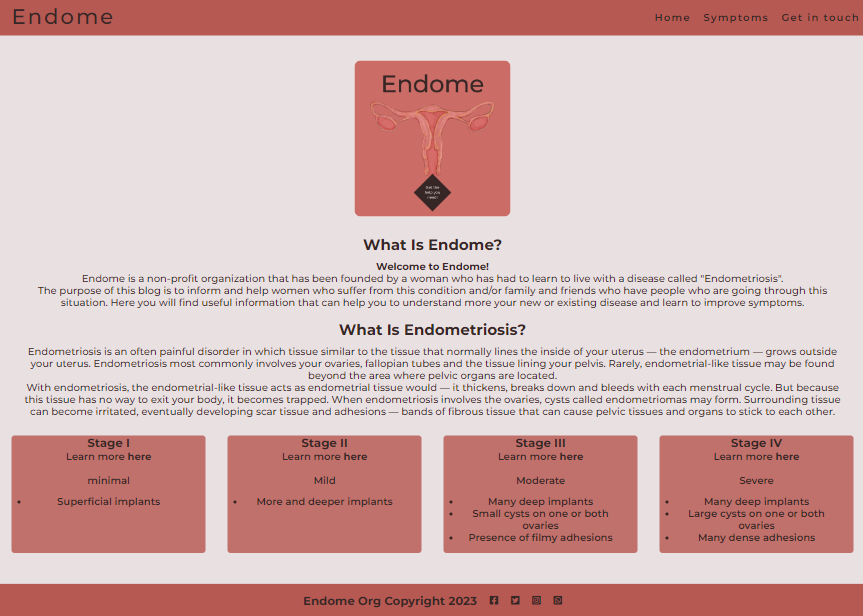 Endome
Home Symptoms Get in touch
Endome
Get the
help you
need!
What Is Endome?
Welcome to Endome!
Endome is a non-profit organization that has been founded by a woman who has had to learn to live with a disease called "Endometriosis".
The purpose of this blog is to inform and help women who suffer from this condition and/or family and friends who have people who are going through this
situation. Here you will find useful information that can help you to understand more your new or existing disease and learn to improve symptoms.
What Is Endometriosis?
Endometriosis is an often painful disorder in which tissue similar to the tissue that normally lines the inside of your uterus — the endometrium — grows outside
your uterus. Endometriosis most commonly involves your ovaries, fallopian tubes and the tissue lining your pelvis. Rarely, endometrial-like tissue may be found
beyond the area where pelvic organs are located.
With endometriosis, the endometrial-like tissue acts as endometrial tissue would — it thickens, breaks down and bleeds with each menstrual cycle. But because
this tissue has no way to exit your body, it becomes trapped. When endometriosis involves the ovaries, cysts called endometriomas may form. Surrounding tissue
can become irritated, eventually developing scar tissue and adhesions — bands of fibrous tissue that can cause pelvic tissues and organs to stick to each other.
Stage I
Learn more here
minimal
• Superficial implants
Stage II
Learn more here
Mild
• More and deeper implants
Stage III
Learn more here
Moderate
• Many deep implants
• Small cysts on one or both
ovaries
• Presence of filmy adhesions
Stage IV
Learn more here
Severe
• Many deep implants
• Large cysts on one or both
ovaries
• Many dense adhesions
Endome Org Copyright 2023